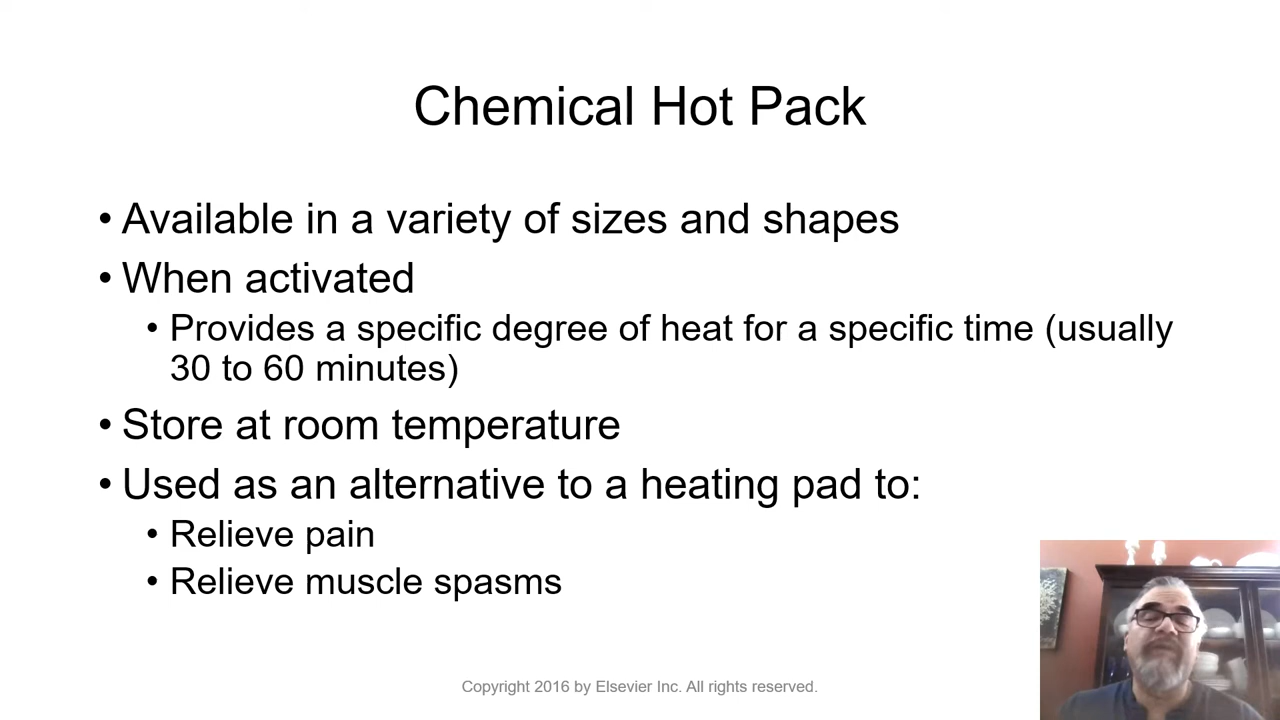 Chemical Hot Pack
• Available in a variety of sizes and shapes
• When activated
• Provides a specific degree of heat for a specific time (usually
30 to 60 minutes)
• Store at room temperature
• Used as an alternative to a heating pad to:
• Relieve pain
• Relieve muscle spasms
Copyright 2016 by Elsevier Inc. All rights reserved.